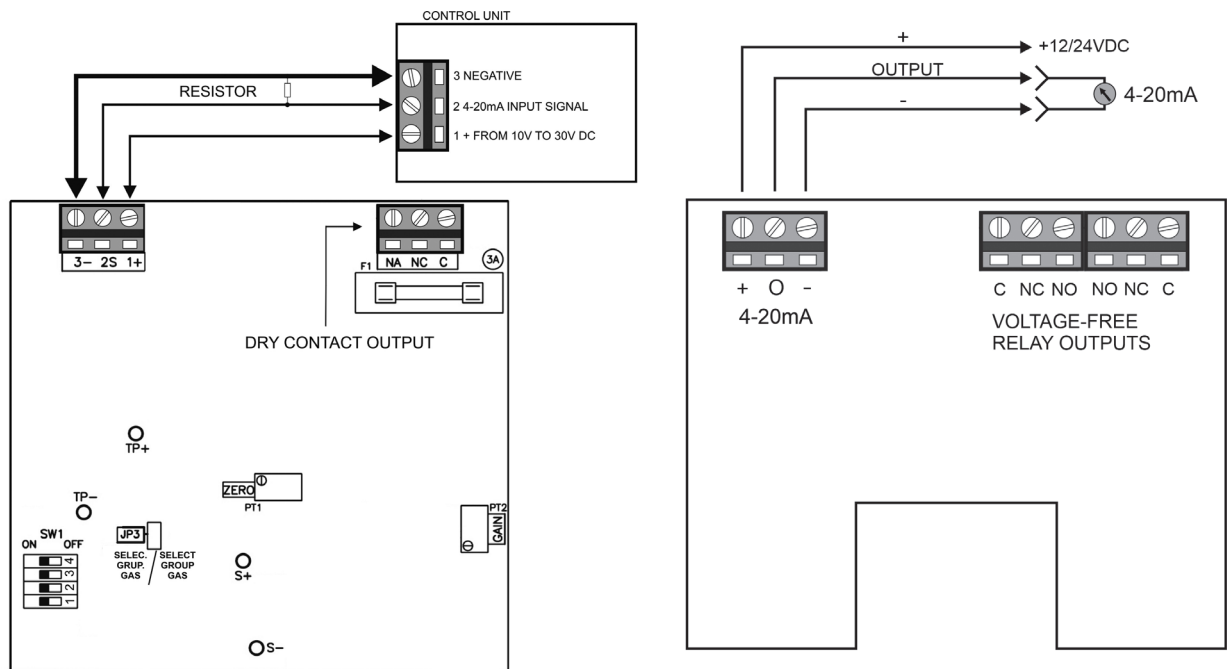 CONTROL UNIT
3 NEGATIVE
RESISTOR
2 4-20mA INPUT SIGNAL
1 + FROM 10V TO 30V DC
3- 2S 1+
NA NC C
3A
F1
DRY CONTACT OUTPUT
TP+
TP-
ZERO
PT1
PT2
GAIN
SW1
ON OFF
4
3
2
1
JP3
SELEC.
GRUP.
GAS
SELECT
GROUP
GAS
S+
S-
+
+12/24VDC
OUTPUT
4-20mA
-
+ O -
4-20mA
C NC NO NO NC C
VOLTAGE-FREE
RELAY OUTPUTS